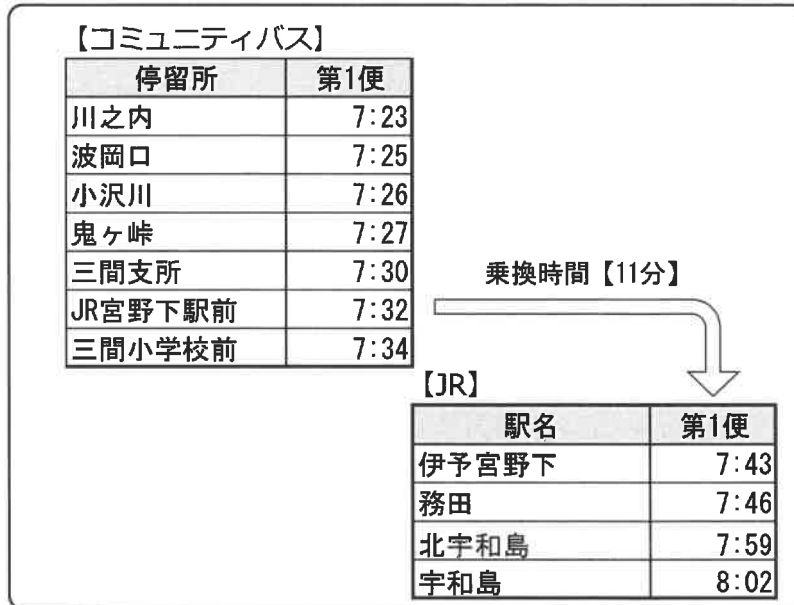 【コミュニティバス】
停留所 第1便
川之内 7:23
波岡口 7:25
小沢川 7:26
鬼ヶ峠 7:27
三間支所 7:30
JR宮野下駅前 7:32
三間小学校前 7:34
乗換時間【11分】
【JR】
駅名 第1便
伊予宮野下 7:43
務田 7:46
北宇和島 7:59
宇和島 8:02